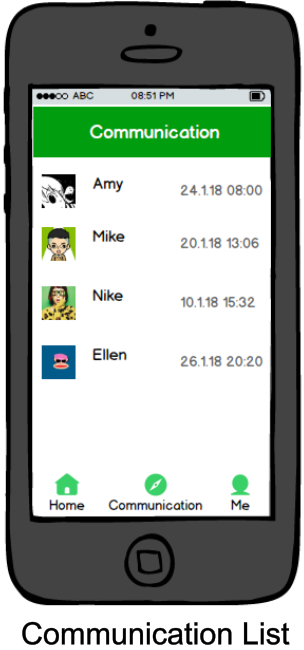 ABC 08:51 PM
Communication
Amy 24.1.18 08:00
Mike 20.1.18 13:06
Nike 10.1.18 15:32
Ellen 26.1.18 20:20
Home Communication Me
Communication List